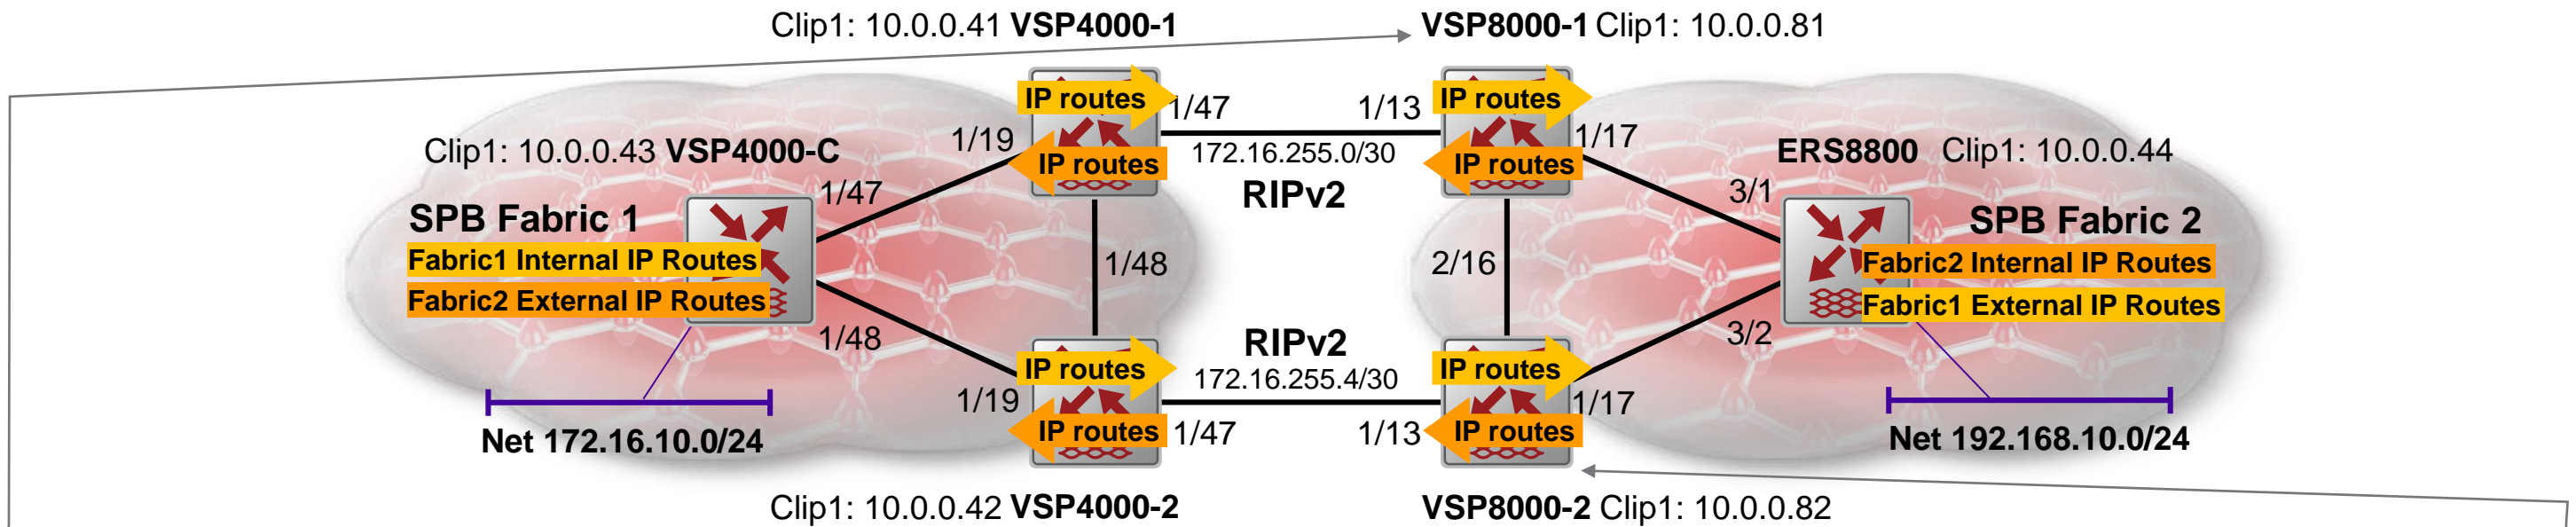 Clip1: 10.0.0.41 VSP4000-1
VSP8000-1 Clip1: 10.0.0.81
IP routes
1/47
1/13
IP routes
1/19
IP routes
172.16.255.0/30
IP routes
1/17
RIPv2
Clip1: 10.0.0.43 VSP4000-C
1/47
ERS8800 Clip1: 10.0.0.44
3/1
SPB Fabric 1
Fabric1 Internal IP Routes
Fabric2 External IP Routes
1/48
2/16
SPB Fabric 2
Fabric2 Internal IP Routes
Fabric1 External IP Routes
1/48
3/2
RIPv2
172.16.255.4/30
IP routes
IP routes
1/19
IP routes
1/47
1/13
IP routes
1/17
Net 172.16.10.0/24
Net 192.168.10.0/24
Clip1: 10.0.0.42 VSP4000-2
VSP8000-2 Clip1: 10.0.0.82